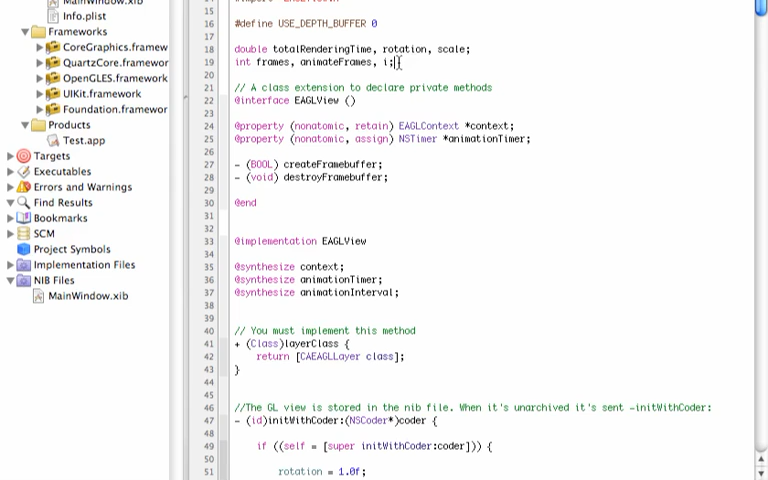 MainWindow.xib
Info.plist
Frameworks
CoreGraphics.framew
QuartzCore.framewor
OpenGLES.framework
UIKit.framework
Foundation.framewor
Products
Test.app
Targets
Executables
Errors and Warnings
Find Results
Bookmarks
SCM
Project Symbols
Implementation Files
NIB Files
MainWindow.xib
15
16 #define USE_DEPTH_BUFFER 0
17
18 double totalRenderingTime, rotation, scale;
19 int frames, animateFrames, i;
20
21 // A class extension to declare private methods
22 @interface EAGLView ()
23
24 @property (nonatomic, retain) EAGLContext *context;
25 @property (nonatomic, assign) NSTimer *animationTimer;
26
27 - (BOOL) createFramebuffer;
28 - (void) destroyFramebuffer;
29
30 @end
31
32
33 @implementation EAGLView
34
35 @synthesize context;
36 @synthesize animationTimer;
37 @synthesize animationInterval;
38
39
40 // You must implement this method
41 + (Class)layerClass {
42 return [CAEAGLLayer class];
43 }
44
45
46 //The GL view is stored in the nib file. When it's unarchived it's sent -initWithCoder:
47 - (id)initWithCoder:(NSCoder*)coder {
48
49 if ((self = [super initWithCoder:coder])) {
50
51 rotation = 1.0f;